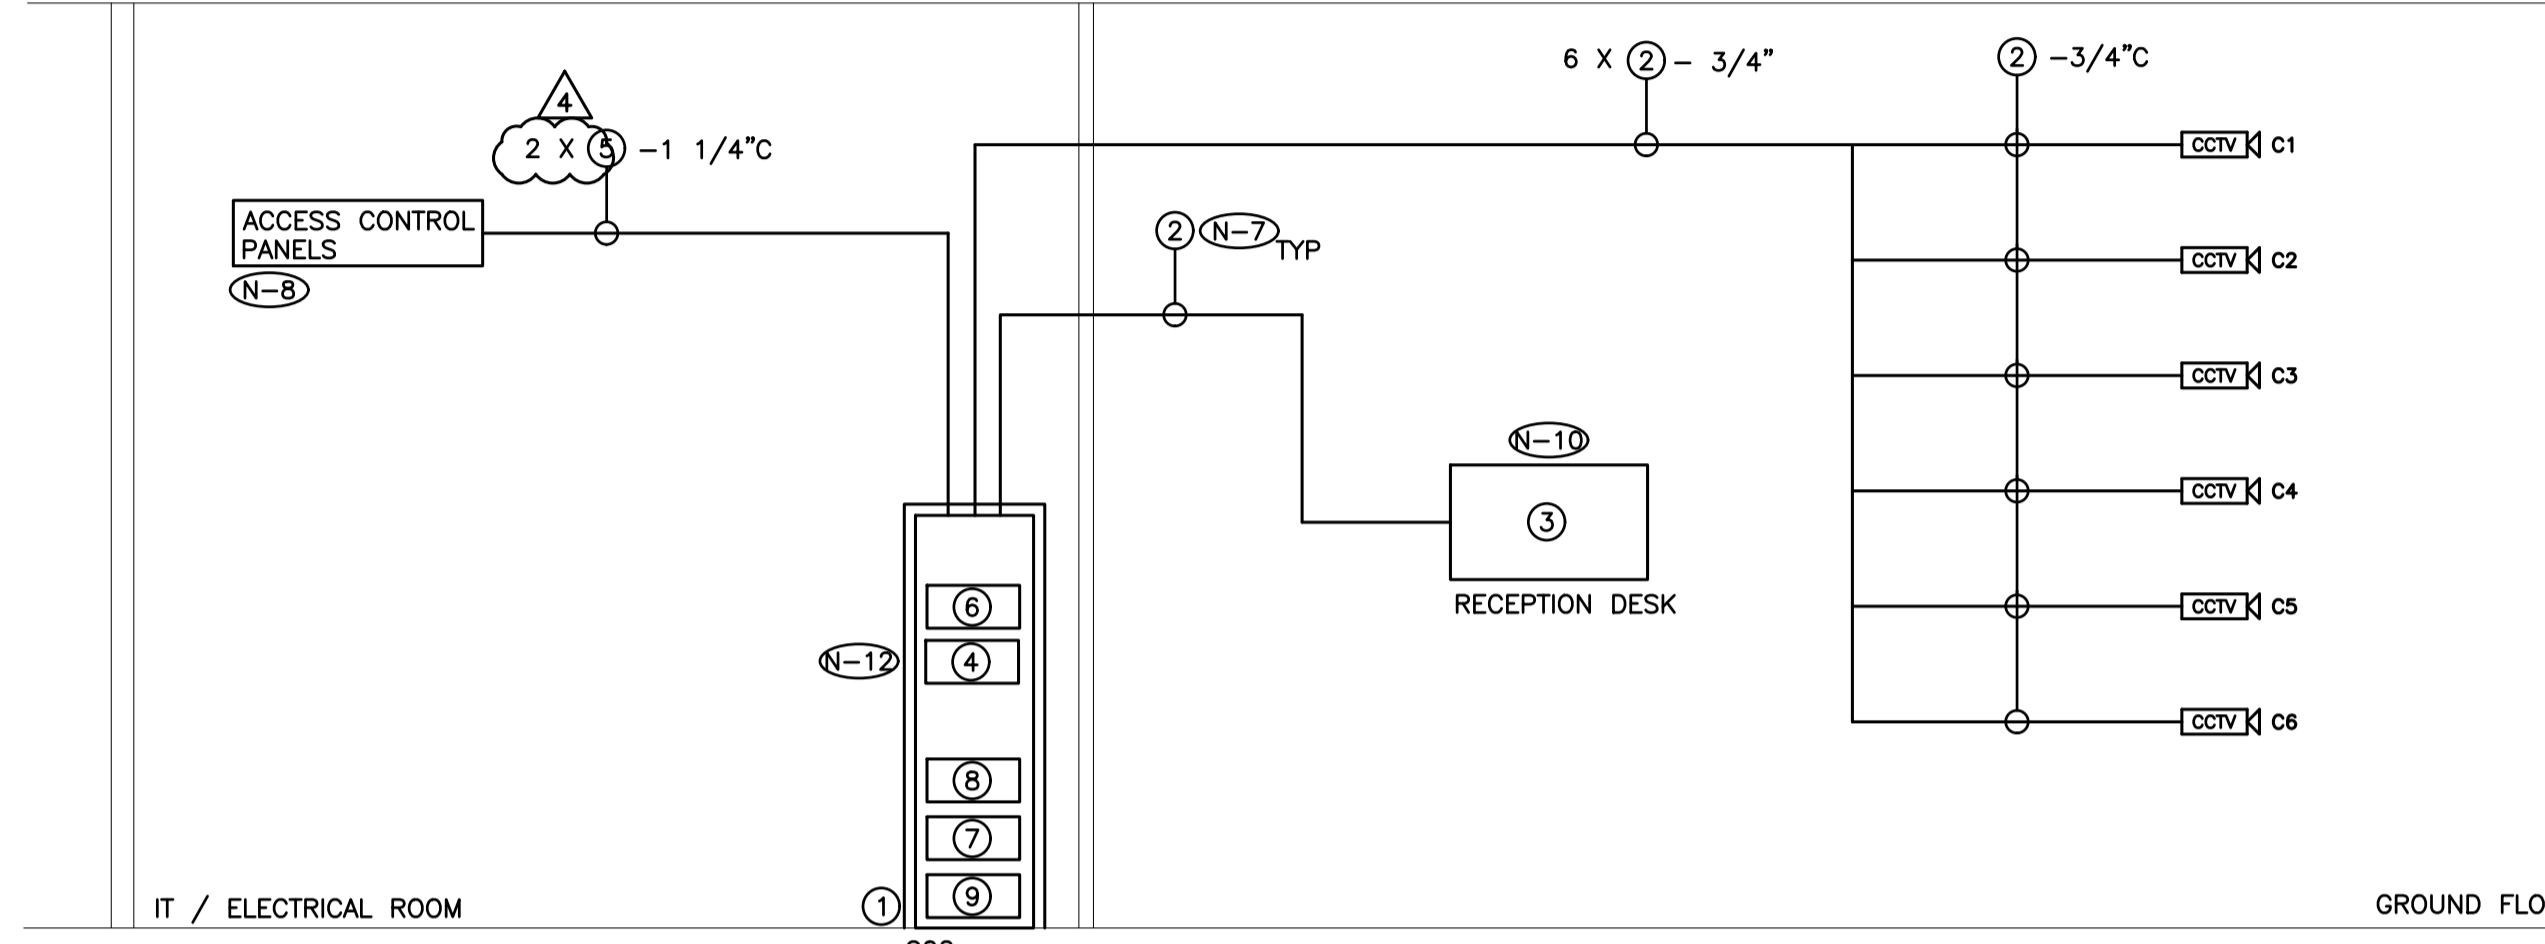 6 X 2 – 3/4”
2 –3/4”C
4
2 X 5 –1 1/4”C
CCTV C1
ACCESS CONTROL
PANELS
N–8
2 N–7 TYP
CCTV C2
CCTV C3
N–10
CCTV C4
3
RECEPTION DESK
6
CCTV C5
N–12
4
CCTV C6
8
7
9
1
IT / ELECTRICAL ROOM
GROUND FLO